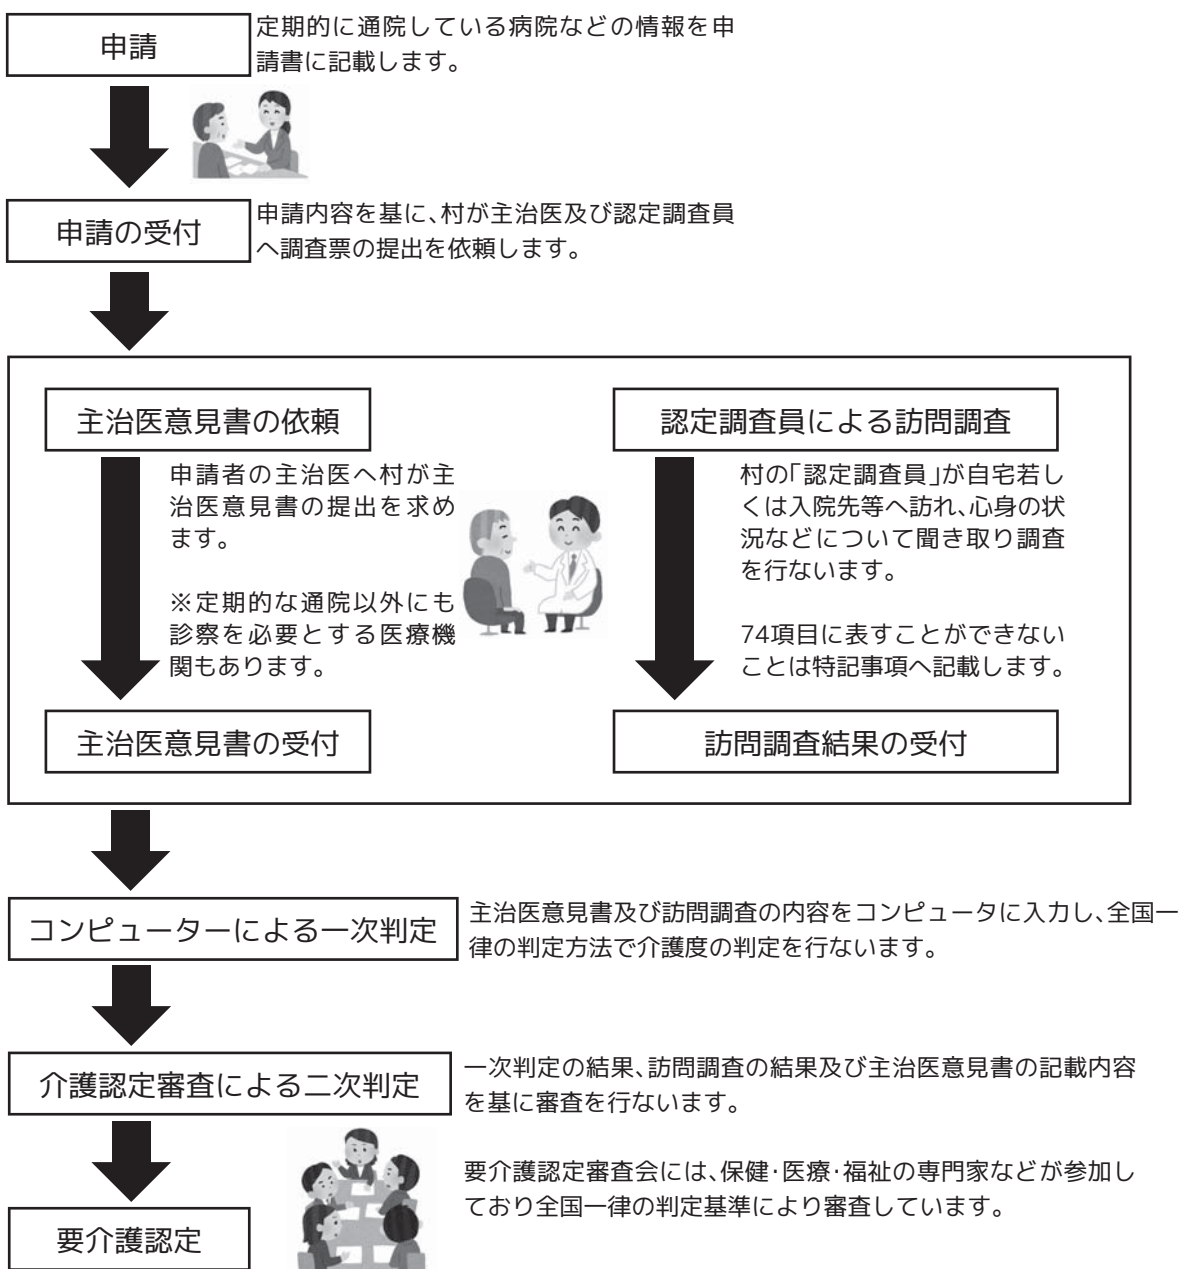 申請
定期的に通院している病院などの情報を申
請書に記載します。
申請の受付
申請内容を基に、村が主治医及び認定調査員
へ調査票の提出を依頼します。
主治医意見書の依頼
申請者の主治医へ村が主
治医意見書の提出を求め
ます。
※定期的な通院以外にも
診察を必要とする医療機
関もあります。
主治医意見書の受付
認定調査員による訪問調査
村の「認定調査員」が自宅若し
くは入院先等へ訪れ、心身の状
況などについて聞き取り調査
を行ないます。
74項目に表すことができない
ことは特記事項へ記載します。
訪問調査結果の受付
コンピューターによる一次判定
主治医意見書及び訪問調査の内容をコンピュータに入力し、全国一
律の判定方法で介護度の判定を行ないます。
介護認定審査による二次判定
一次判定の結果、訪問調査の結果及び主治医意見書の記載内容
を基に審査を行ないます。
要介護認定審査会には、保健・医療・福祉の専門家などが参加し
ており全国一律の判定基準により審査しています。
要介護認定